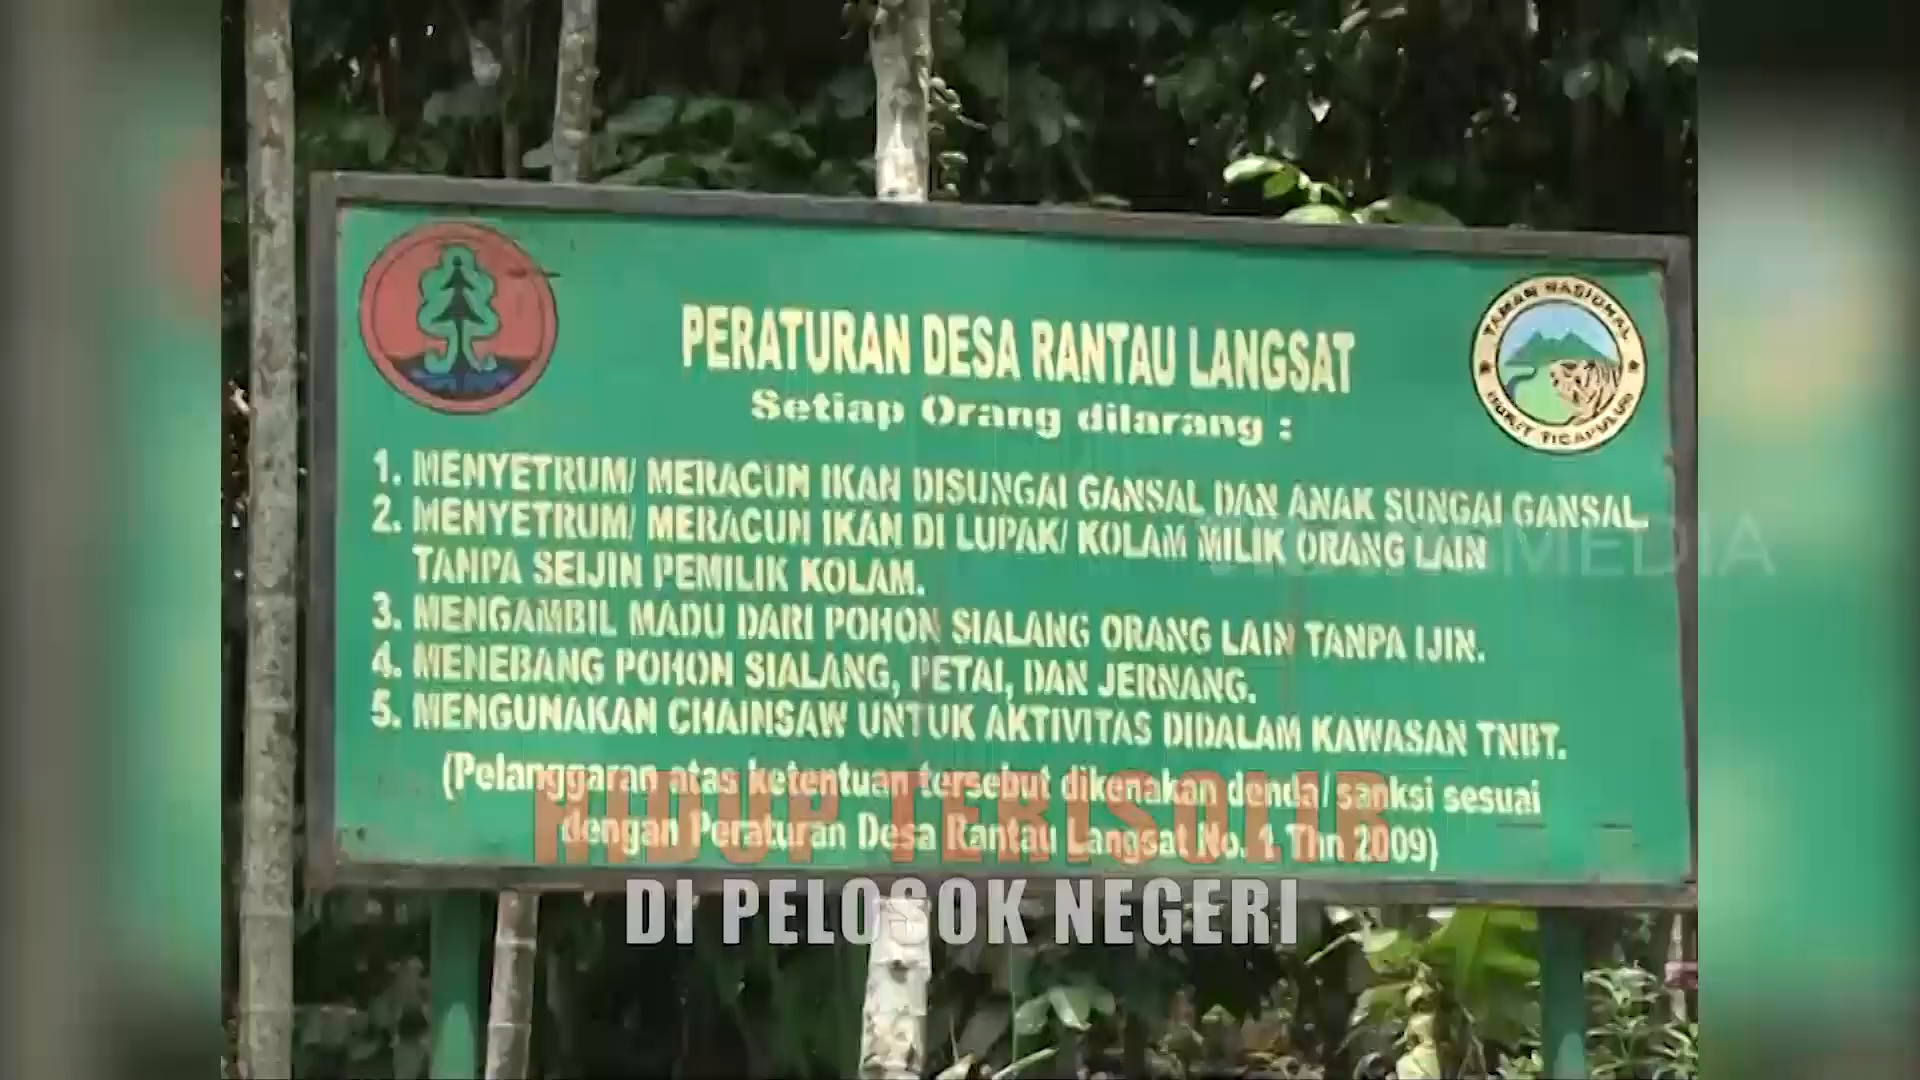 PERATURAN DESA RANTAU LANGSAT
Setiap Orang dilarang :
TAMAN NASIONAL
BUKIT TIGAPULUH
1. MENYETRUM/ MERACUN IKAN DISUNGAI GANSAL DAN ANAK SUNGAI GANSAL.
2. MENYETRUM/ MERACUN IKAN DI LUPAK/ KOLAM MILIK ORANG LAIN
TANPA SEIJIN PEMILIK KOLAM.
3. MENGAMBIL MADU DARI POHON SIALANG ORANG LAIN TANPA IJIN.
4. MENEBANG POHON SIALANG, PETAI, DAN JERNANG.
5. MENGUNAKAN CHAINSAW UNTUK AKTIVITAS DIDALAM KAWASAN TNBT.
(Pelanggaran atas ketentuan tersebut dikenakan denda/ sanksi sesuai
dengan Peraturan Desa Rantau Langsat No. 1 Thn 2009)
MEDIA
HIDUP TERISOLIR
DI PELOSOK NEGERI